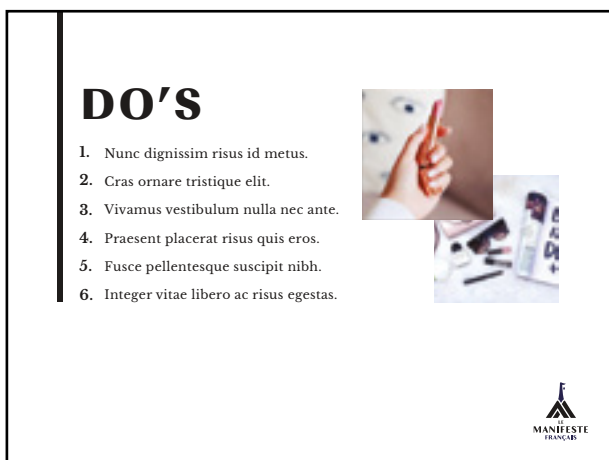 DO'S
1. Nunc dignissim risus id metus.
2. Cras ornare tristique elit.
3. Vivamus vestibulum nulla nec ante.
4. Praesent placerat risus quis eros.
5. Fusce pellentesque suscipit nibh.
6. Integer vitae libero ac risus egestas.
LE
MANIFESTE
FRANÇAIS